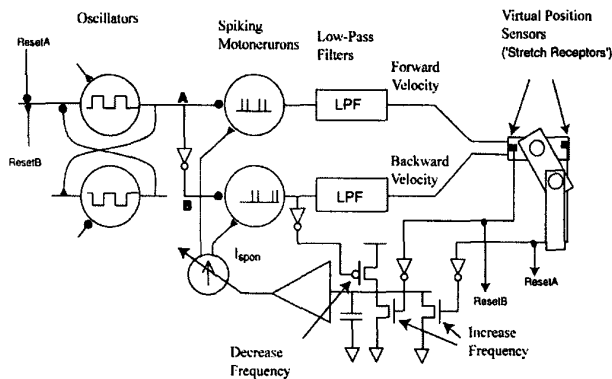 Oscillators
Spiking
Motonerurons
Low-Pass
Filters
Virtual Position
Sensors
('Stretch Receptors')
ResetA
ResetB
A
B
LPF
LPF
Forward
Velocity
Backward
Velocity
Ispon
Decrease
Frequency
Increase
Frequency
ResetB
ResetA